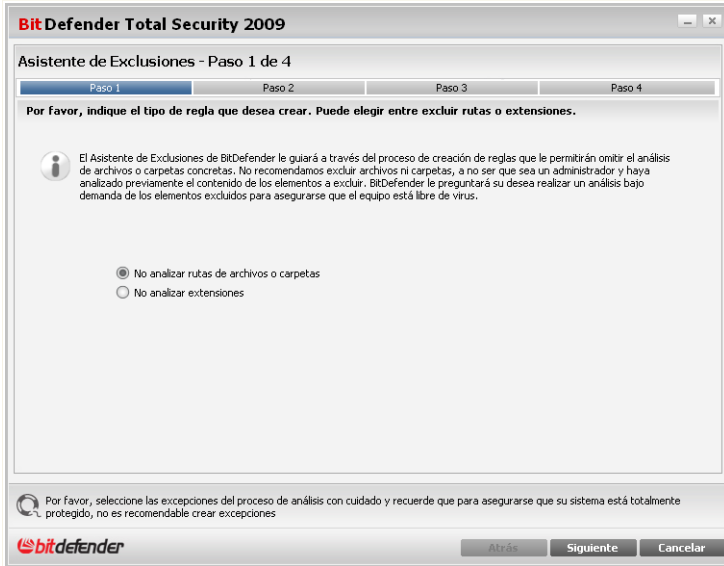 BitDefender Total Security 2009
Asistente de Exclusiones - Paso 1 de 4
Paso 1 Paso 2 Paso 3 Paso 4
Por favor, indique el tipo de regla que desea crear. Puede elegir entre excluir rutas o extensiones.
El Asistente de Exclusiones de BitDefender le guiará a través del proceso de creación de reglas que le permitirán omitir el análisis
de archivos o carpetas concretas. No recomendamos excluir archivos ni carpetas, a no ser que sea un administrador y haya
analizado previamente el contenido de los elementos a excluir. BitDefender le preguntará su desea realizar un análisis bajo
demanda de los elementos excluidos para asegurarse que el equipo está libre de virus.
No analizar rutas de archivos o carpetas
No analizar extensiones
Por favor, seleccione las excepciones del proceso de análisis con cuidado y recuerde que para asegurarse que su sistema está totalmente
protegido, no es recomendable crear excepciones
bitdefender
Atrás Siguiente Cancelar